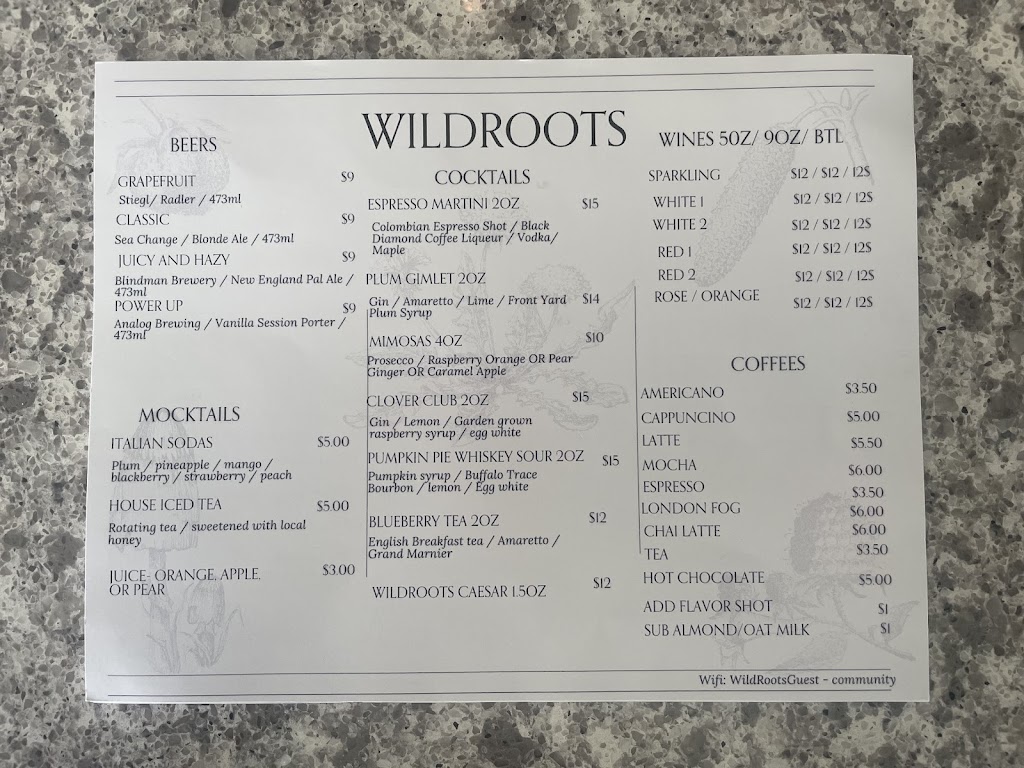 WILDROOTS
BEERS
GRAPEFRUIT $9
Stiegl/ Radler / 473ml
CLASSIC $9
Sea Change / Blonde Ale / 473ml
JUICY AND HAZY $9
Blindman Brewery / New England Pal Ale /
473ml
POWER UP $9
Analog Brewing / Vanilla Session Porter /
473ml
MOCKTAILS
ITALIAN SODAS $5.00
Plum / pineapple / mango /
blackberry / strawberry / peach
HOUSE ICED TEA $5.00
Rotating tea / sweetened with local
honey
JUICE- ORANGE, APPLE, $3.00
OR PEAR
COCKTAILS
ESPRESSO MARTINI 2OZ $15
Colombian Espresso Shot / Black
Diamond Coffee Liqueur / Vodka/
Maple
PLUM GIMLET 2OZ
Gin / Amaretto / Lime / Front Yard $14
Plum Syrup
MIMOSAS 4OZ $10
Prosecco / Raspberry Orange OR Pear
Ginger OR Caramel Apple
CLOVER CLUB 2OZ $15
Gin / Lemon / Garden grown
raspberry syrup / egg white
PUMPKIN PIE WHISKEY SOUR 2OZ $15
Pumpkin syrup / Buffalo Trace
Bourbon / lemon / Egg white
BLUEBERRY TEA 2OZ $12
English Breakfast tea / Amaretto /
Grand Marnier
WILDROOTS CAESAR 1.5OZ $12
WINES 5OZ/ 9OZ/ BTL
SPARKLING $12 / $12 / 12$
WHITE 1 $12 / $12 / 12$
WHITE 2 $12 / $12 / 12$
RED 1 $12 / $12 / 12$
RED 2 $12 / $12 / 12$
ROSE / ORANGE $12 / $12 / 12$
COFFEES
AMERICANO $3.50
CAPPUNCINO $5.00
LATTE $5.50
MOCHA $6.00
ESPRESSO $3.50
LONDON FOG $6.00
CHAI LATTE $6.00
TEA $3.50
HOT CHOCOLATE $5.00
ADD FLAVOR SHOT $1
SUB ALMOND/OAT MILK $1
Wifi: WildRootsGuest - community